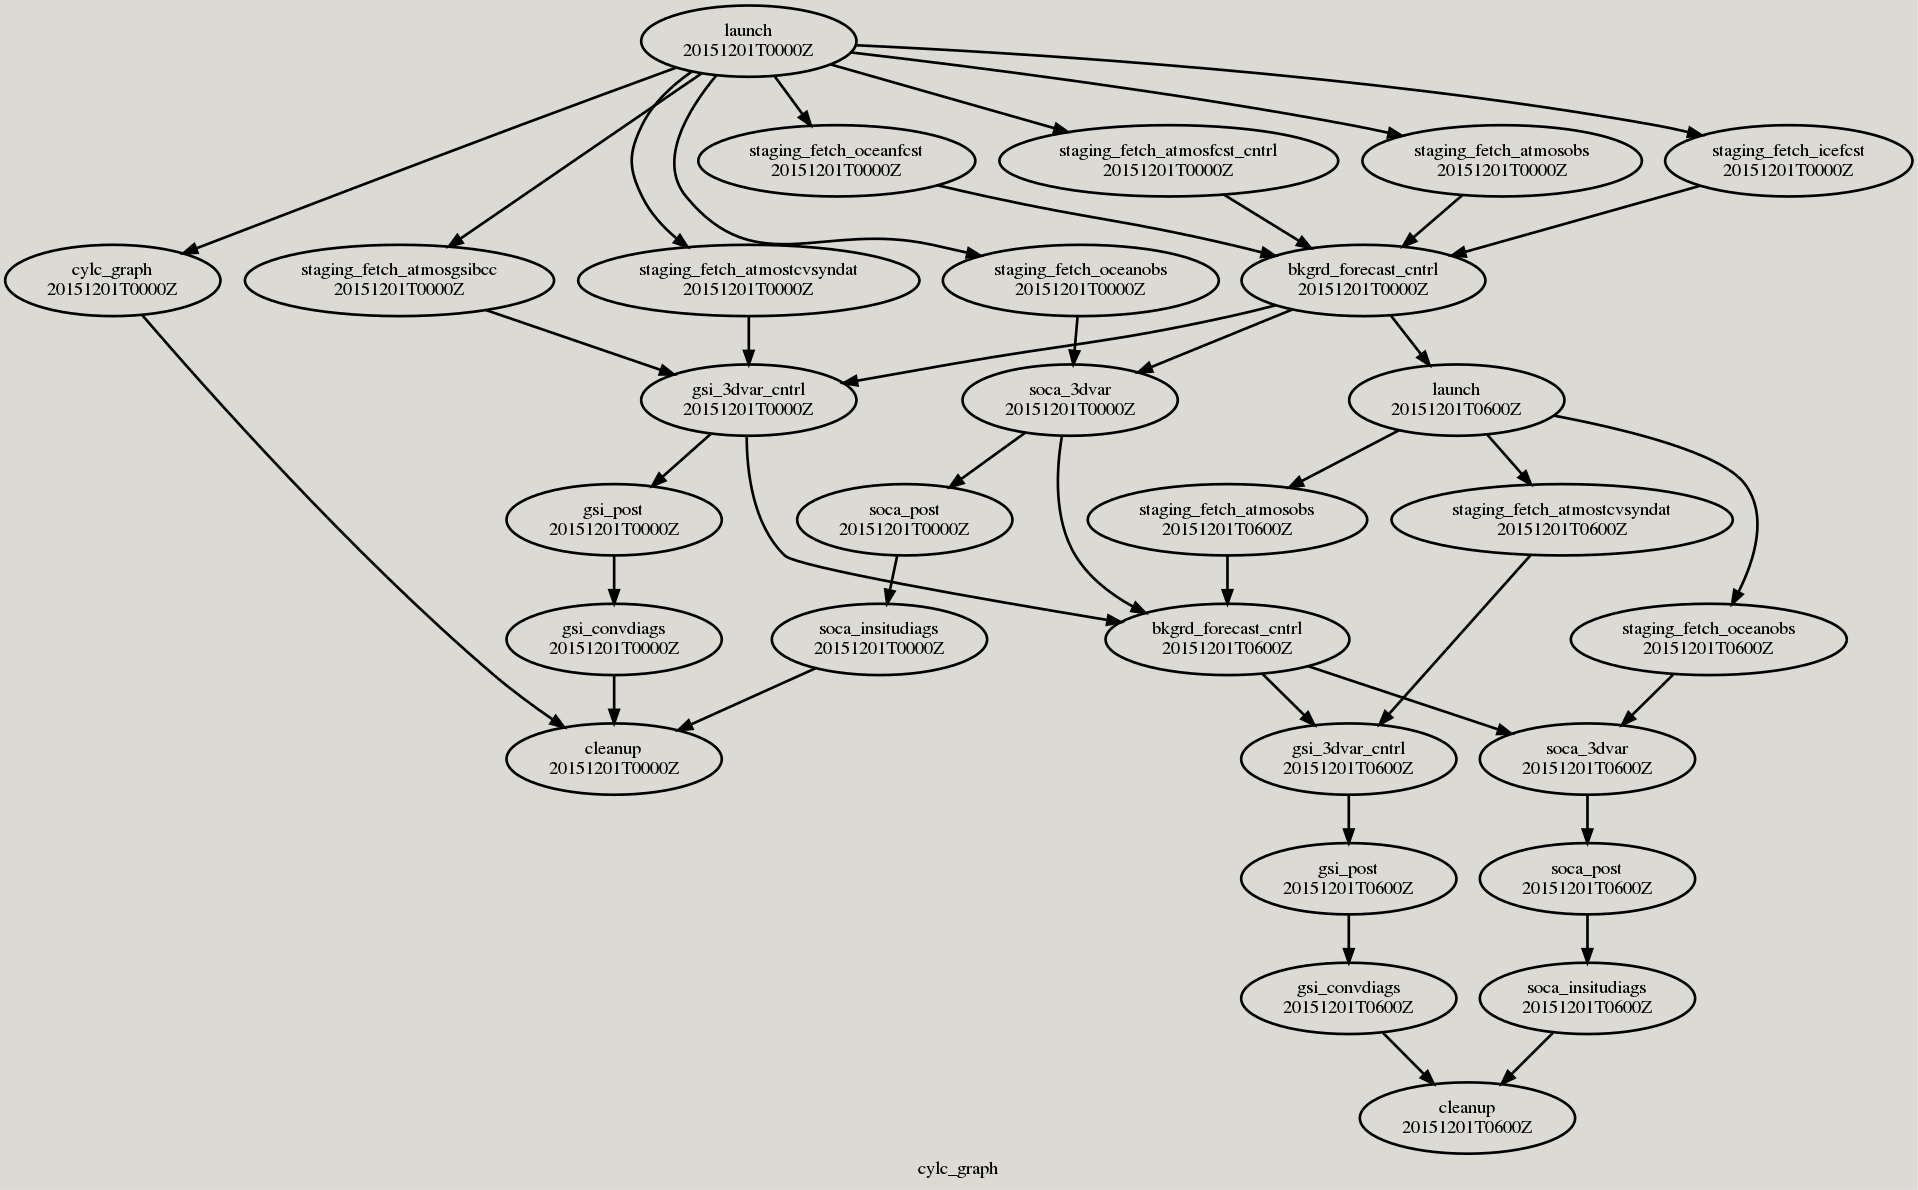 launch
20151201T0000Z
staging_fetch_oceanfcst
20151201T0000Z
staging_fetch_atmosfcst_cntrl
20151201T0000Z
staging_fetch_atmosobs
20151201T0000Z
staging_fetch_icefcst
20151201T0000Z
cylc_graph
20151201T0000Z
staging_fetch_atmosgsibcc
20151201T0000Z
staging_fetch_atmostcvsyndat
20151201T0000Z
staging_fetch_oceanobs
20151201T0000Z
bkgrd_forecast_cntrl
20151201T0000Z
gsi_3dvar_cntrl
20151201T0000Z
soca_3dvar
20151201T0000Z
launch
20151201T0600Z
gsi_post
20151201T0000Z
soca_post
20151201T0000Z
staging_fetch_atmosobs
20151201T0600Z
staging_fetch_atmostcvsyndat
20151201T0600Z
gsi_convdiags
20151201T0000Z
soca_insitudiags
20151201T0000Z
bkgrd_forecast_cntrl
20151201T0600Z
staging_fetch_oceanobs
20151201T0600Z
cleanup
20151201T0000Z
gsi_3dvar_cntrl
20151201T0600Z
soca_3dvar
20151201T0600Z
gsi_post
20151201T0600Z
soca_post
20151201T0600Z
gsi_convdiags
20151201T0600Z
soca_insitudiags
20151201T0600Z
cleanup
20151201T0600Z
cylc_graph